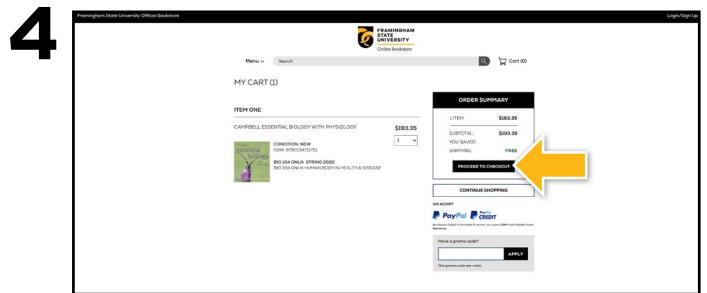 4
Framingham State University Official Bookstore
Login/Sign Up
FRAMINGHAM
STATE
UNIVERSITY
Online Bookstore
Menu
Search
Cart (0)
MY CART (1)
ITEM ONE
CAMPBELL ESSENTIAL BIOLOGY WITH PHYSIOLOGY
$193.35
1
essential
biology
CONDITION: NEW
BIO 104 ONLN SPRING 2022
BIO 104 ONLN HUMAN BODY IN HEALTH & DISEASE
ORDER SUMMARY
1 ITEM: $193.35
SUBTOTAL: $193.35
YOU SAVED:
SHIPPING: FREE
PROCEED TO CHECKOUT
CONTINUE SHOPPING
WE ACCEPT
PayPal PayPal CREDIT
Have a promo code?
APPLY
One promo code per order.